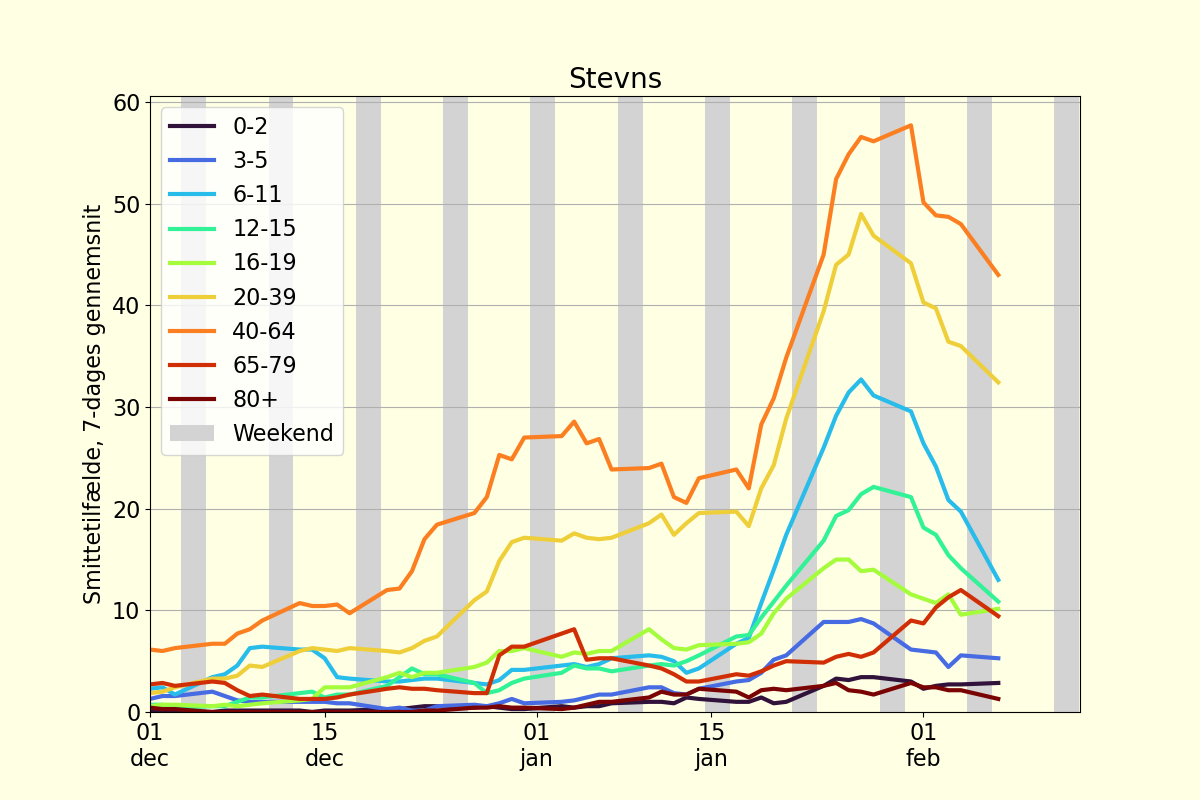 Stevns
Smittetilfælde, 7-dages gennemsnit
60
50
40
30
20
10
0
0-2
3-5
6-11
12-15
16-19
20-39
40-64
65-79
80+
Weekend
01
dec
15
dec
01
jan
15
jan
01
feb